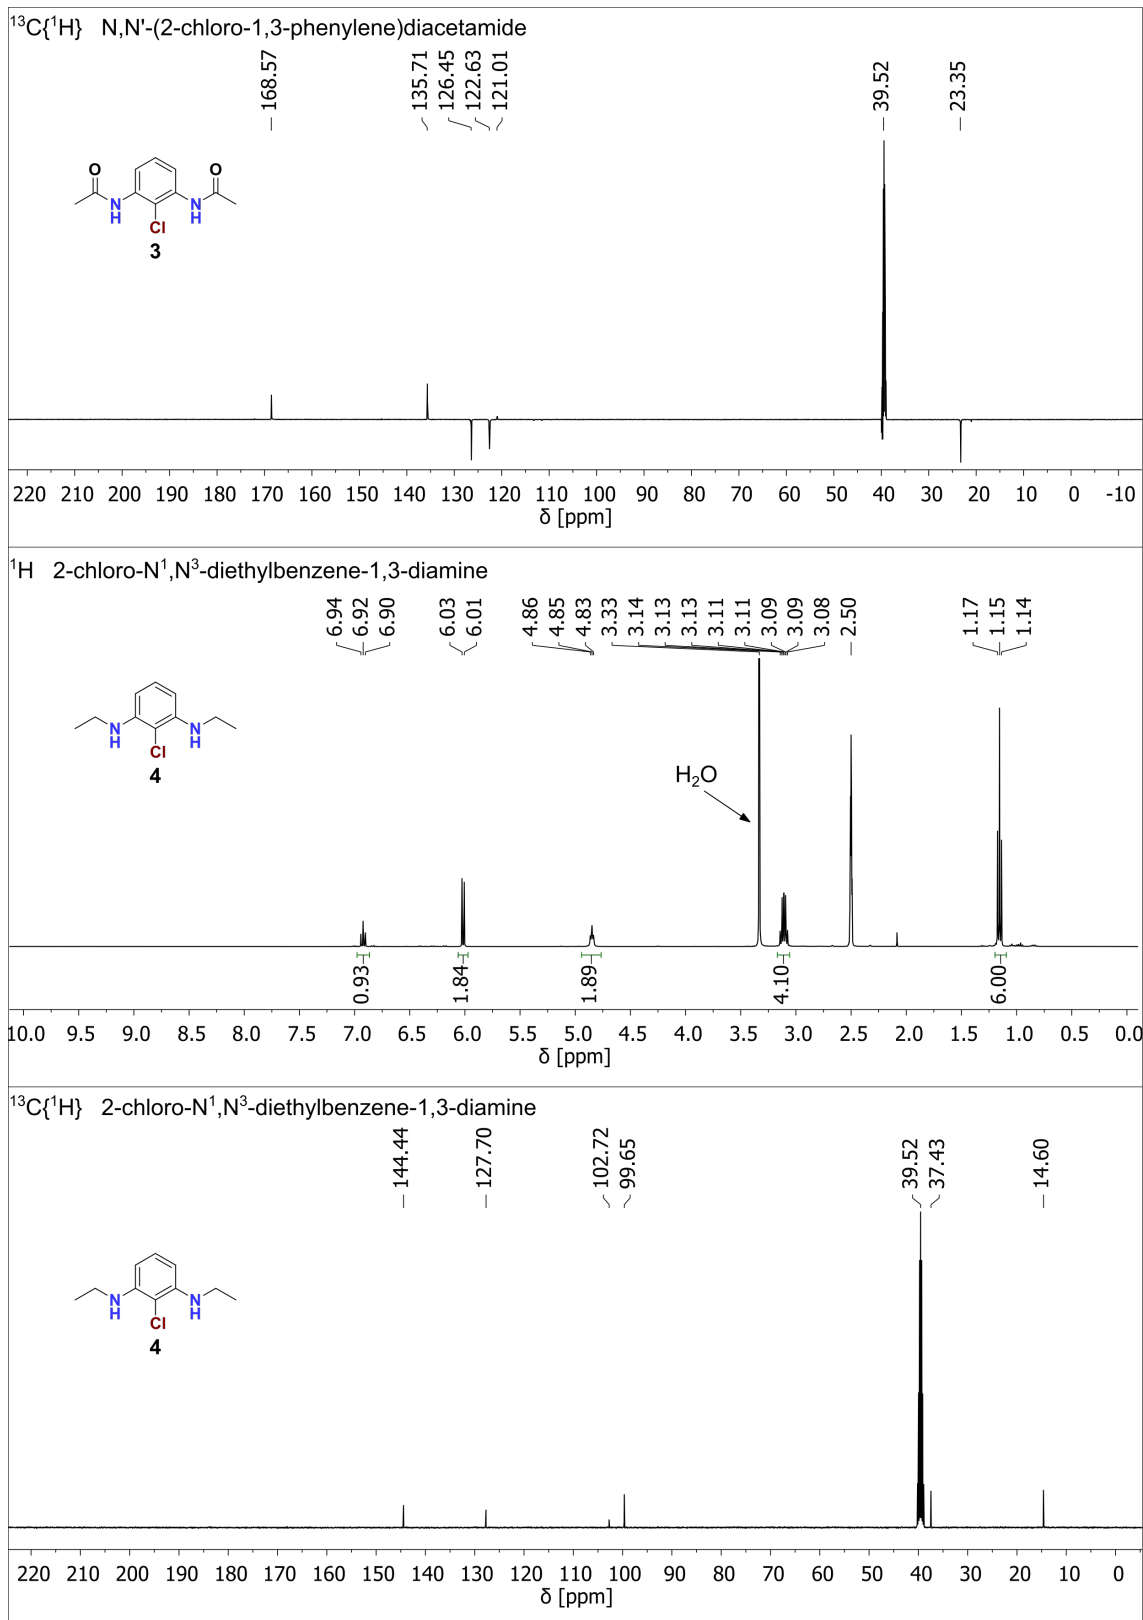 ¹³C{¹H} N,N'-(2-chloro-1,3-phenylene)diacetamide
168.57 135.71 126.45 122.63 121.01 39.52 23.35
O O
N H Cl N H
3
220 210 200 190 180 170 160 150 140 130 120 110 100 90 80 70 60 50 40 30 20 10 0 -10
δ [ppm]
¹H 2-chloro-N¹,N³-diethylbenzene-1,3-diamine
6.94 6.92 6.90 6.03 6.01 4.86 4.85 4.83 3.33 3.14 3.13 3.13 3.11 3.11 3.09 3.09 3.08 2.50 1.17 1.15 1.14
N H Cl N H
4
H₂O
0.93 1.84 1.89 4.10 6.00
10.0 9.5 9.0 8.5 8.0 7.5 7.0 6.5 6.0 5.5 5.0 4.5 4.0 3.5 3.0 2.5 2.0 1.5 1.0 0.5 0.0
δ [ppm]
¹³C{¹H} 2-chloro-N¹,N³-diethylbenzene-1,3-diamine
144.44 127.70 102.72 99.65 39.52 37.43 14.60
N H Cl N H
4
220 210 200 190 180 170 160 150 140 130 120 110 100 90 80 70 60 50 40 30 20 10 0
δ [ppm]